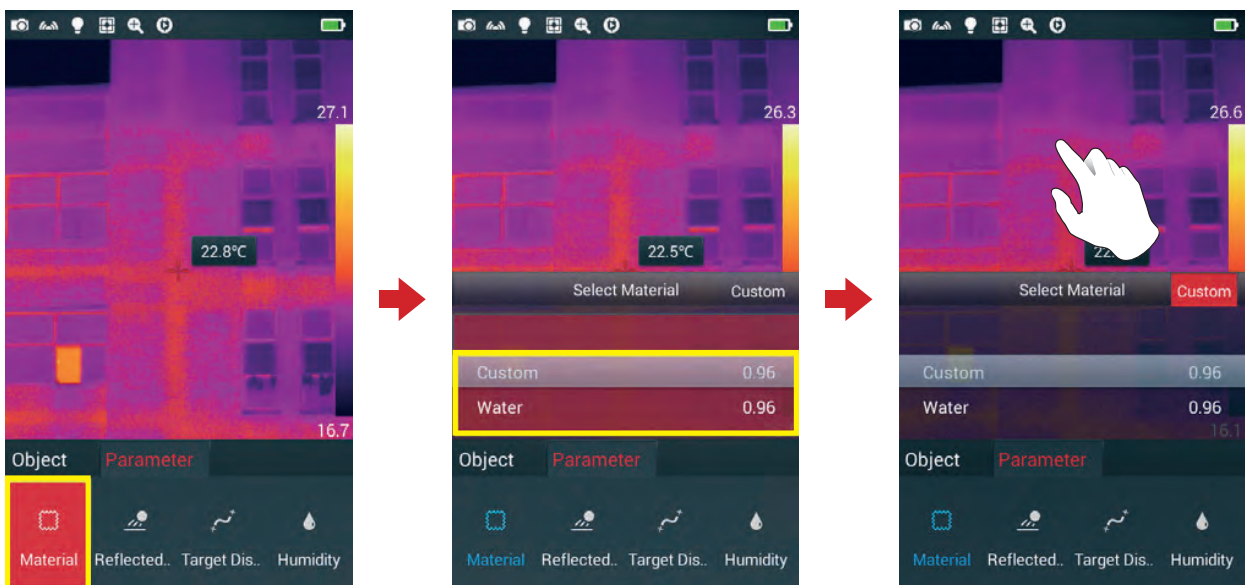 27.1
22.8°C
16.7
Object Parameter
Material Reflected.. Target Dis.. Humidity
26.3
22.5°C
Select Material Custom
Custom 0.96
Water 0.96
Object Parameter
Material Reflected.. Target Dis.. Humidity
26.6
Select Material Custom
Custom 0.96
Water 0.96
16.1
Object Parameter
Material Reflected.. Target Dis.. Humidity